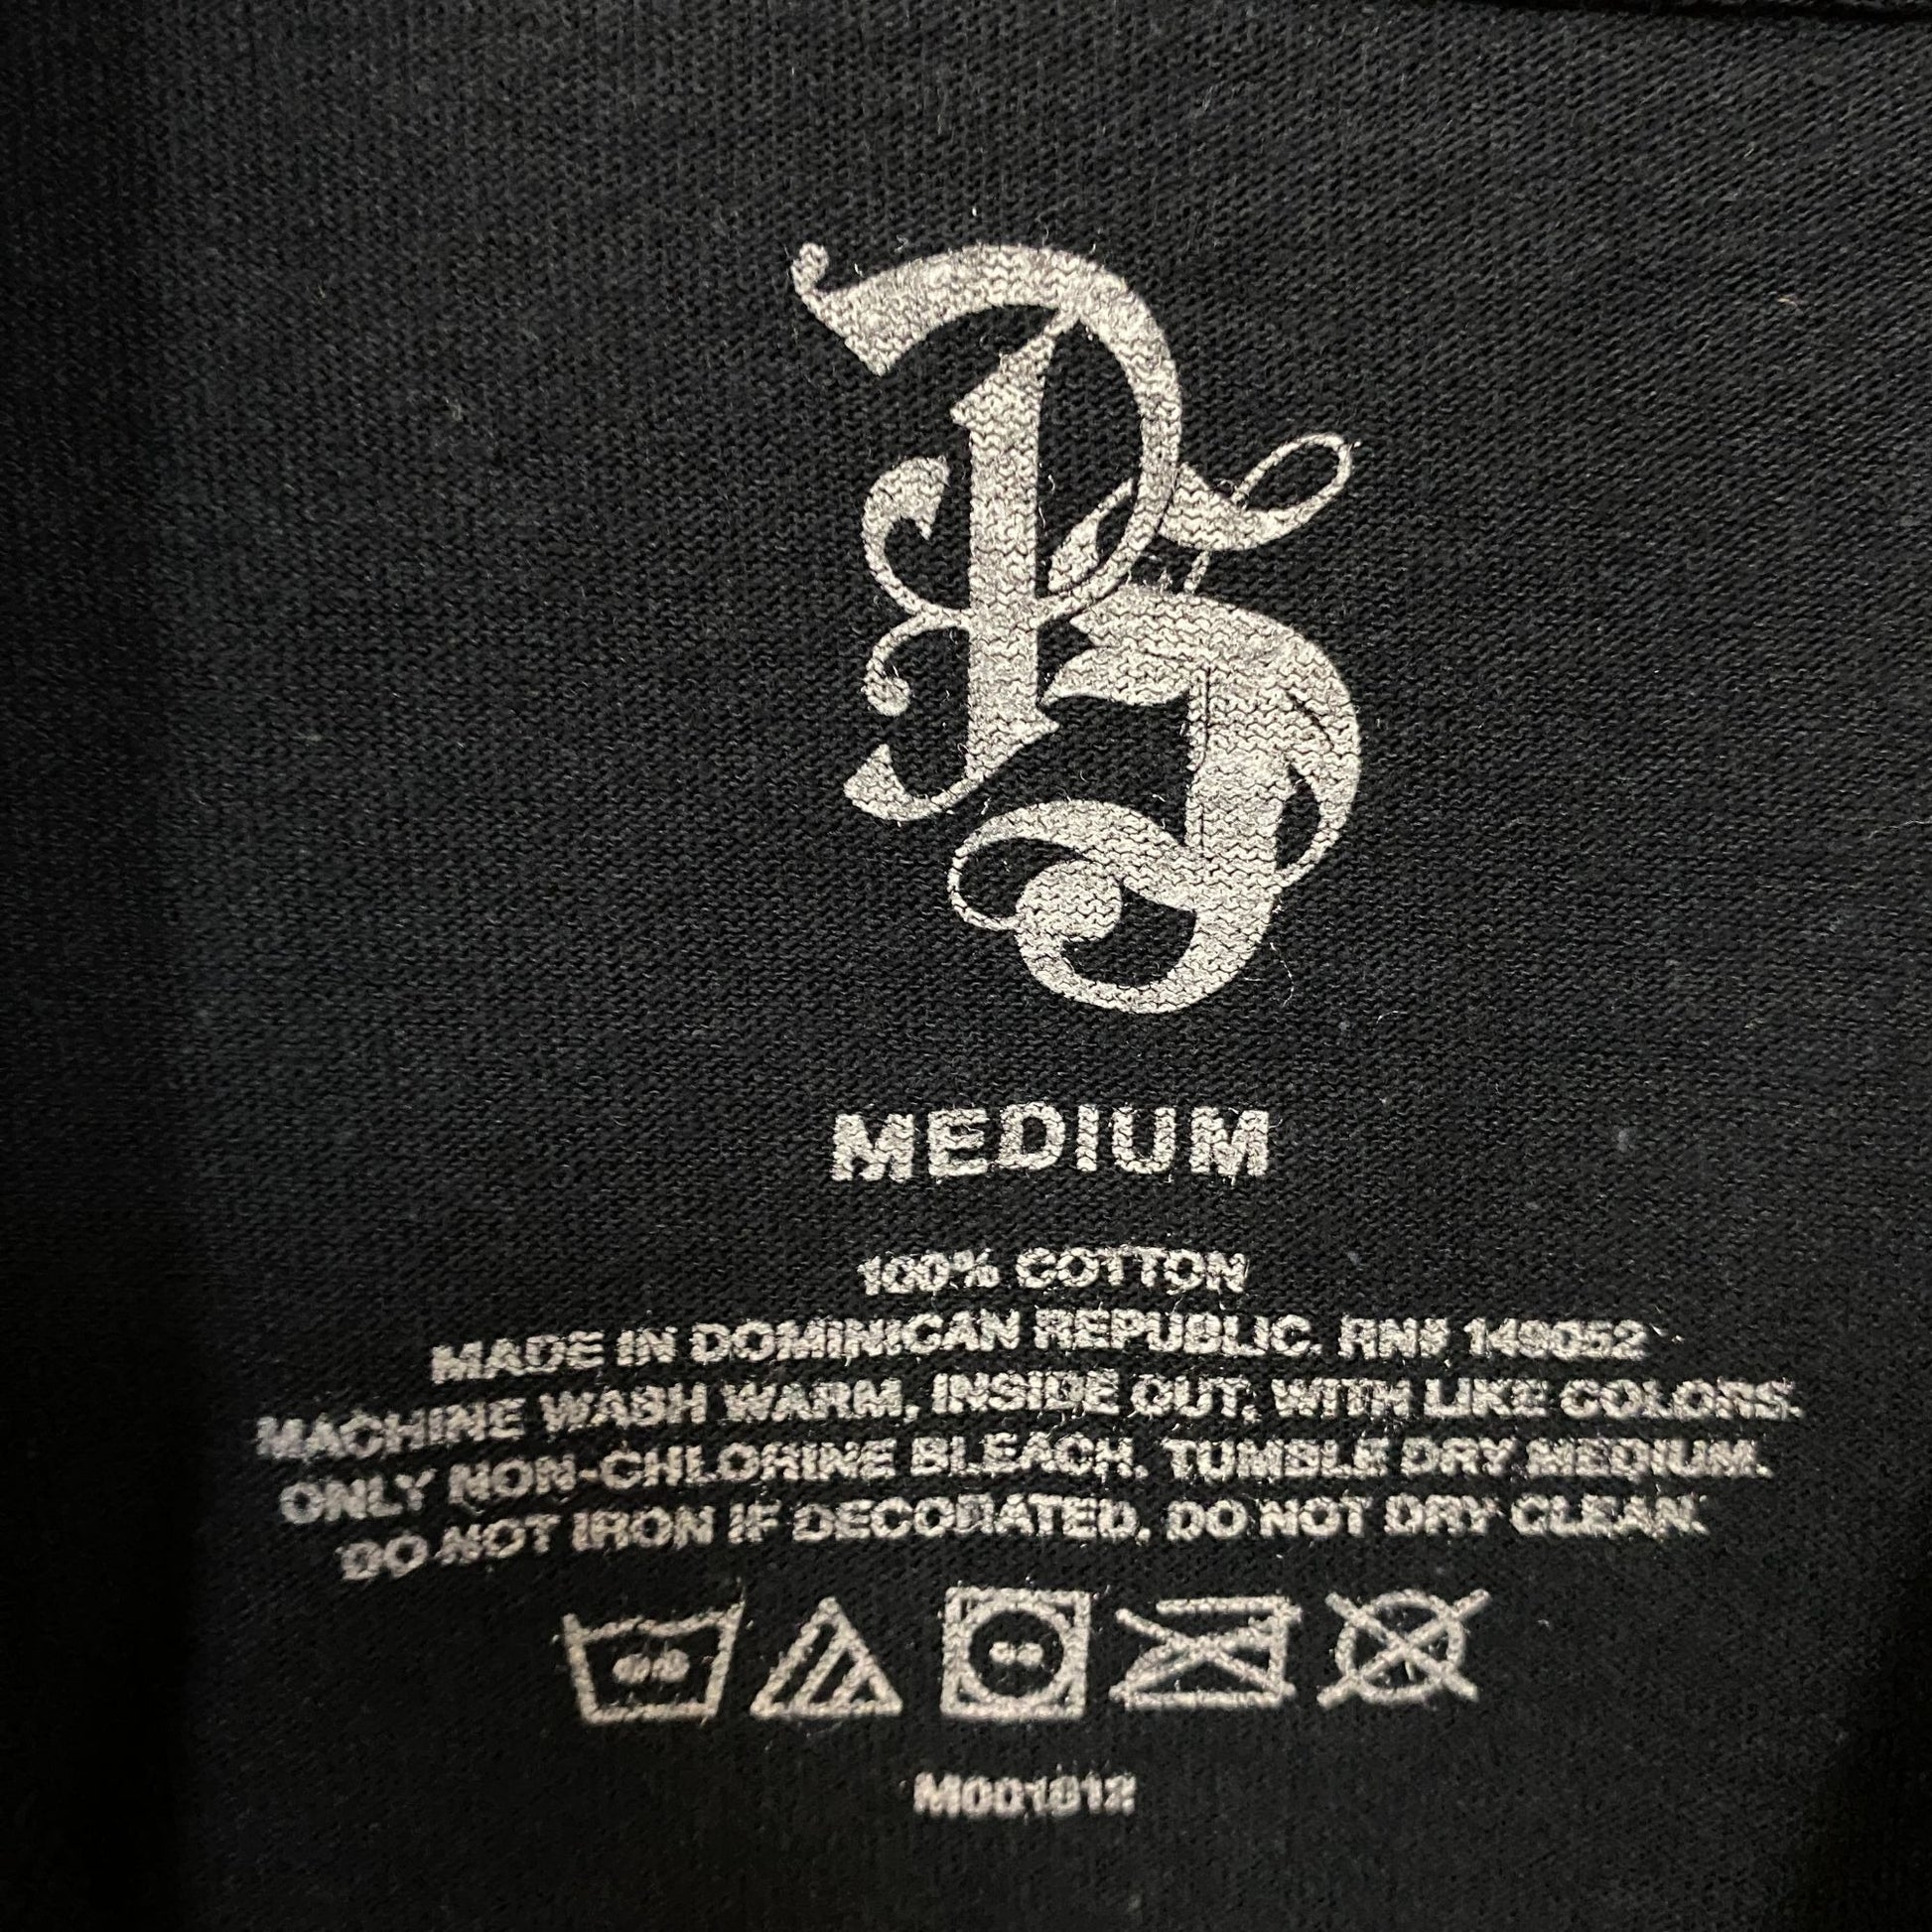 MEDIUM
100% COTTON
MADE IN DOMINICAN REPUBLIC. RN# 149052
MACHINE WASH WARM, INSIDE OUT, WITH LIKE COLORS.
ONLY NON-CHLORINE BLEACH. TUMBLE DRY MEDIUM.
DO NOT IRON IF DECORATED. DO NOT DRY CLEAN.